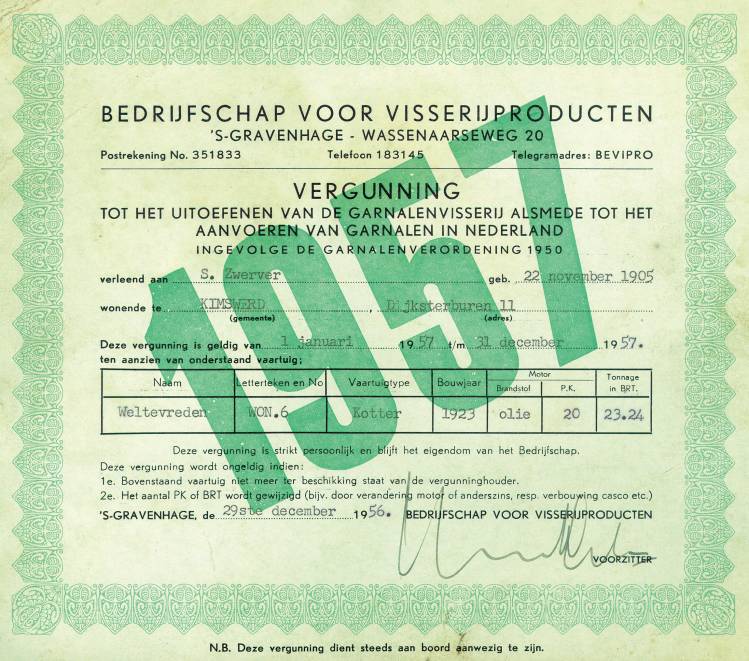 BEDRIJFSCHAP VOOR VISSERIJPRODUCTEN
'S-GRAVENHAGE - WASSENAARSEWEG 20
Postrekening No. 351833 Telefoon 183145 Telegramadres: BEVIPRO
1957
VERGUNNING
TOT HET UITOEFENEN VAN DE GARNALENVISSERIJ ALSMEDE TOT HET
AANVOEREN VAN GARNALEN IN NEDERLAND
INGEVOLGE DE GARNALENVERORDENING 1950
verleend aan S. Zwerver geb. 22 november 1905
wonende te KIMSWERD, Dijksterburen 11
(gemeente) (adres)
Deze vergunning is geldig van 1 januari 1957 t/m 31 december 1957.
ten aanzien van onderstaand vaartuig;
Naam Letterteken en No Vaartuigtype Bouwjaar Motor Brandstof P.K. Tonnage in BRT.
Weltevreden WON.6 Kotter 1923 olie 20 23.24
Deze vergunning is strikt persoonlijk en blijft het eigendom van het Bedrijfschap.
Deze vergunning wordt ongeldig indien:
1e. Bovenstaand vaartuig niet meer ter beschikking staat van de vergunninghouder.
2e. Het aantal PK of BRT wordt gewijzigd (bijv. door verandering motor of anderszins, resp. verbouwing casco etc.)
'S-GRAVENHAGE, de 29ste december 1956. BEDRIJFSCHAP VOOR VISSERIJPRODUCTEN
VOORZITTER
N.B. Deze vergunning dient steeds aan boord aanwezig te zijn.